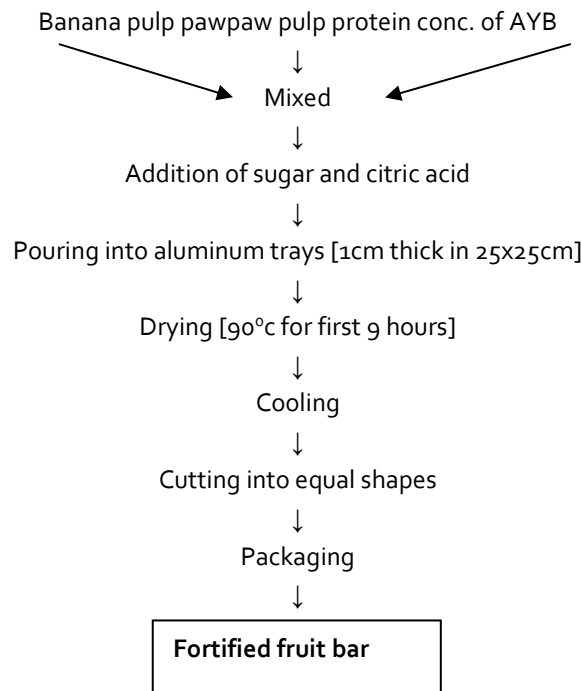 Banana pulp pawpaw pulp protein conc. of AYB
↓
Mixed
↓
Addition of sugar and citric acid
↓
Pouring into aluminum trays [1cm thick in 25x25cm]
↓
Drying [90⁰c for first 9 hours]
↓
Cooling
↓
Cutting into equal shapes
↓
Packaging
↓
Fortified fruit bar